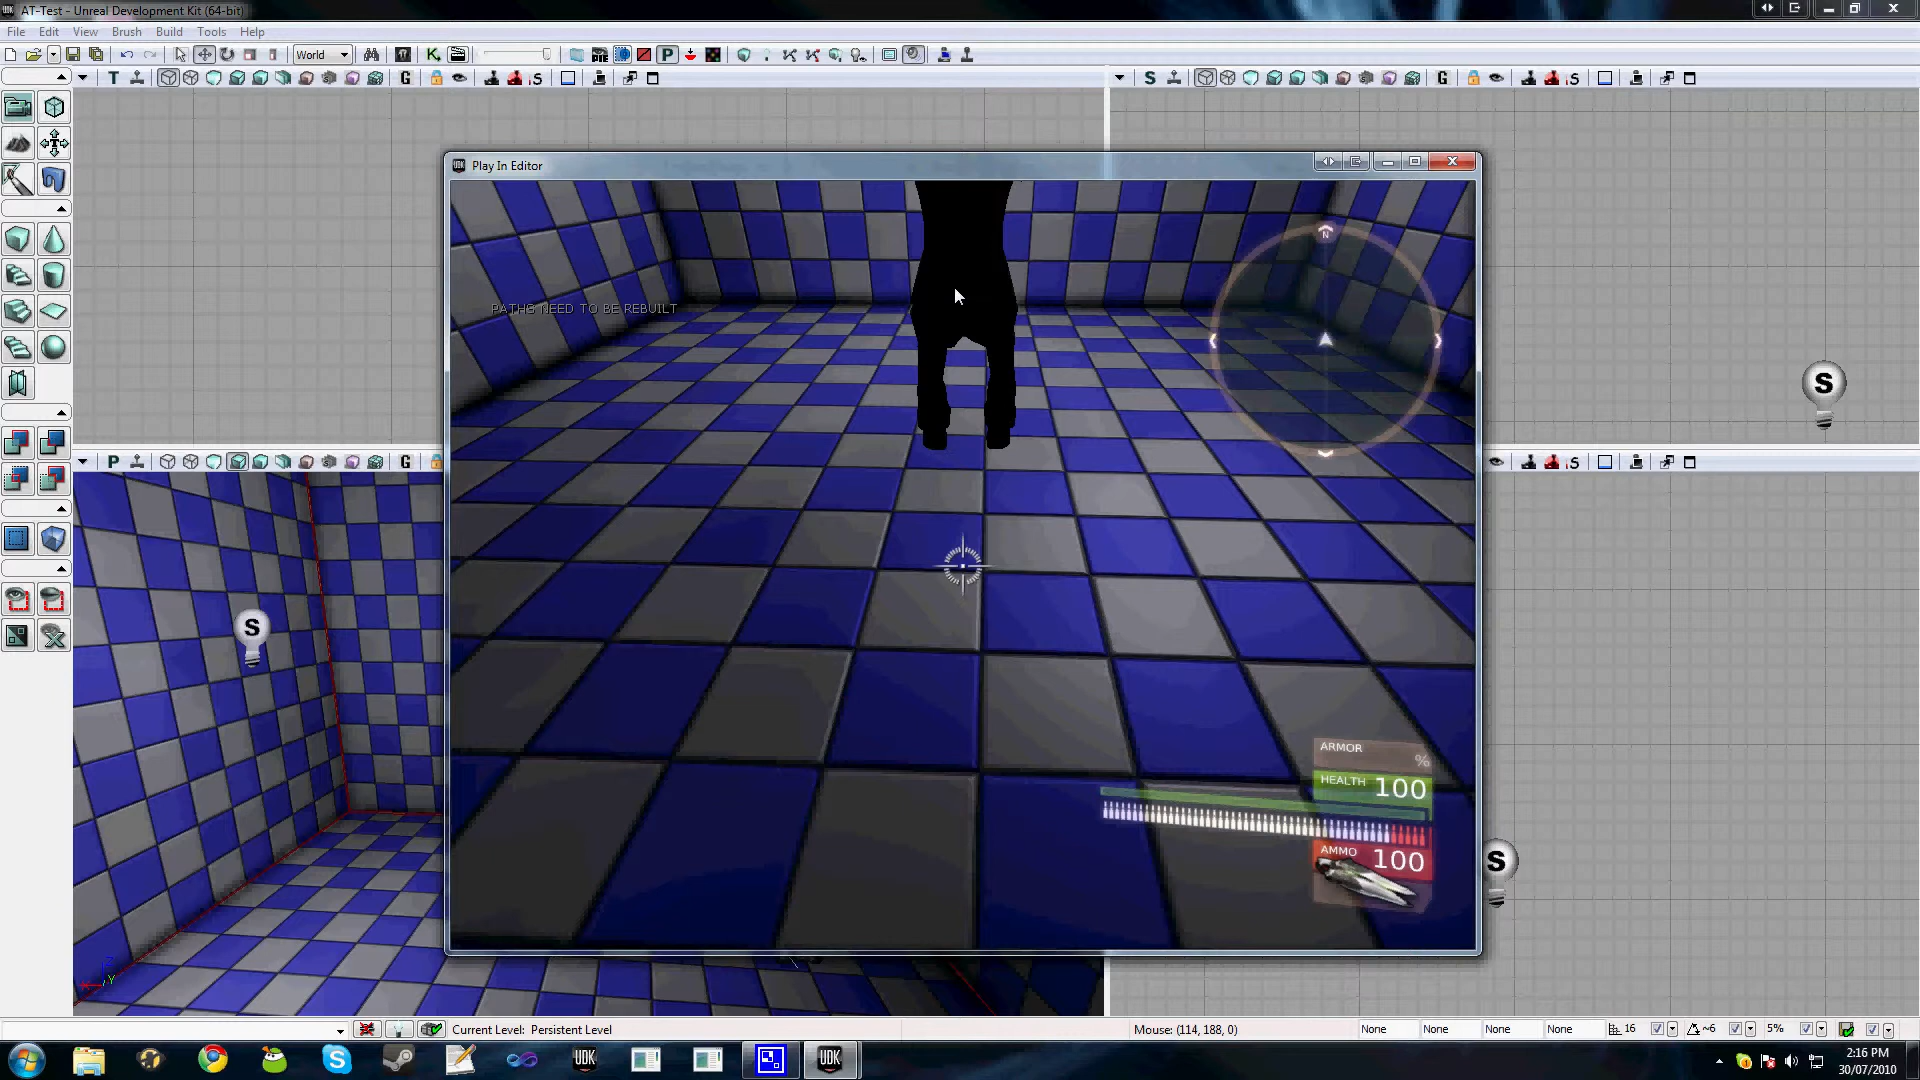 AT-Test - Unreal Development Kit (64-bit)
File Edit View Brush Build Tools Help
World
Play In Editor
N
PATHS NEED TO BE REBUILT
ARMOR
%
HEALTH 100
AMMO 100
Current Level: Persistent Level
Mouse: (114, 188, 0)
None None None None
16
~6
5%
2:16 PM
30/07/2010